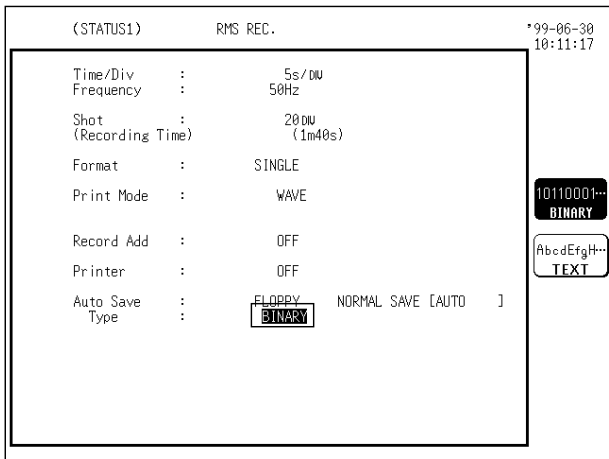 (STATUS1) RMS REC. '99-06-30
10:11:17
Time/Div : 5s/DIV
Frequency : 50Hz
Shot : 20DIV
(Recording Time) (1m40s)
Format : SINGLE
Print Mode : WAVE
10110001…
BINARY
Record Add : OFF
AbcdEfgH…
TEXT
Printer : OFF
Auto Save : FLOPPY NORMAL SAVE [AUTO ]
Type : BINARY